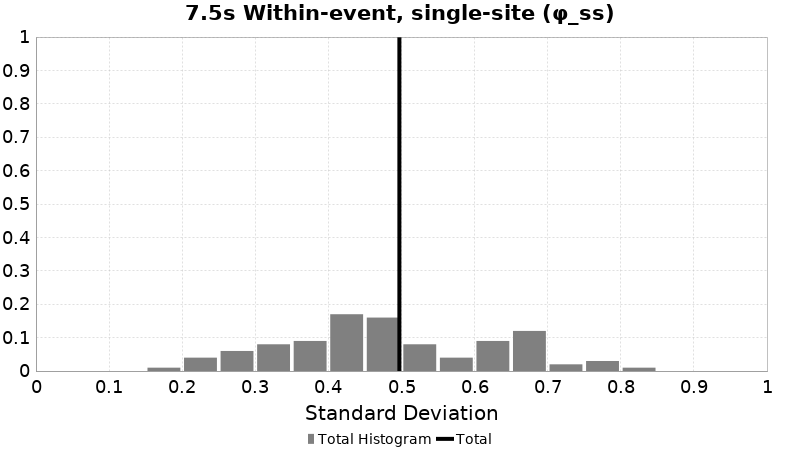 7.5s Within-event, single-site (φ_ss)
1
0.9
0.8
0.7
0.6
0.5
0.4
0.3
0.2
0.1
0
0 0.1 0.2 0.3 0.4 0.5 0.6 0.7 0.8 0.9 1
Standard Deviation
Total Histogram Total